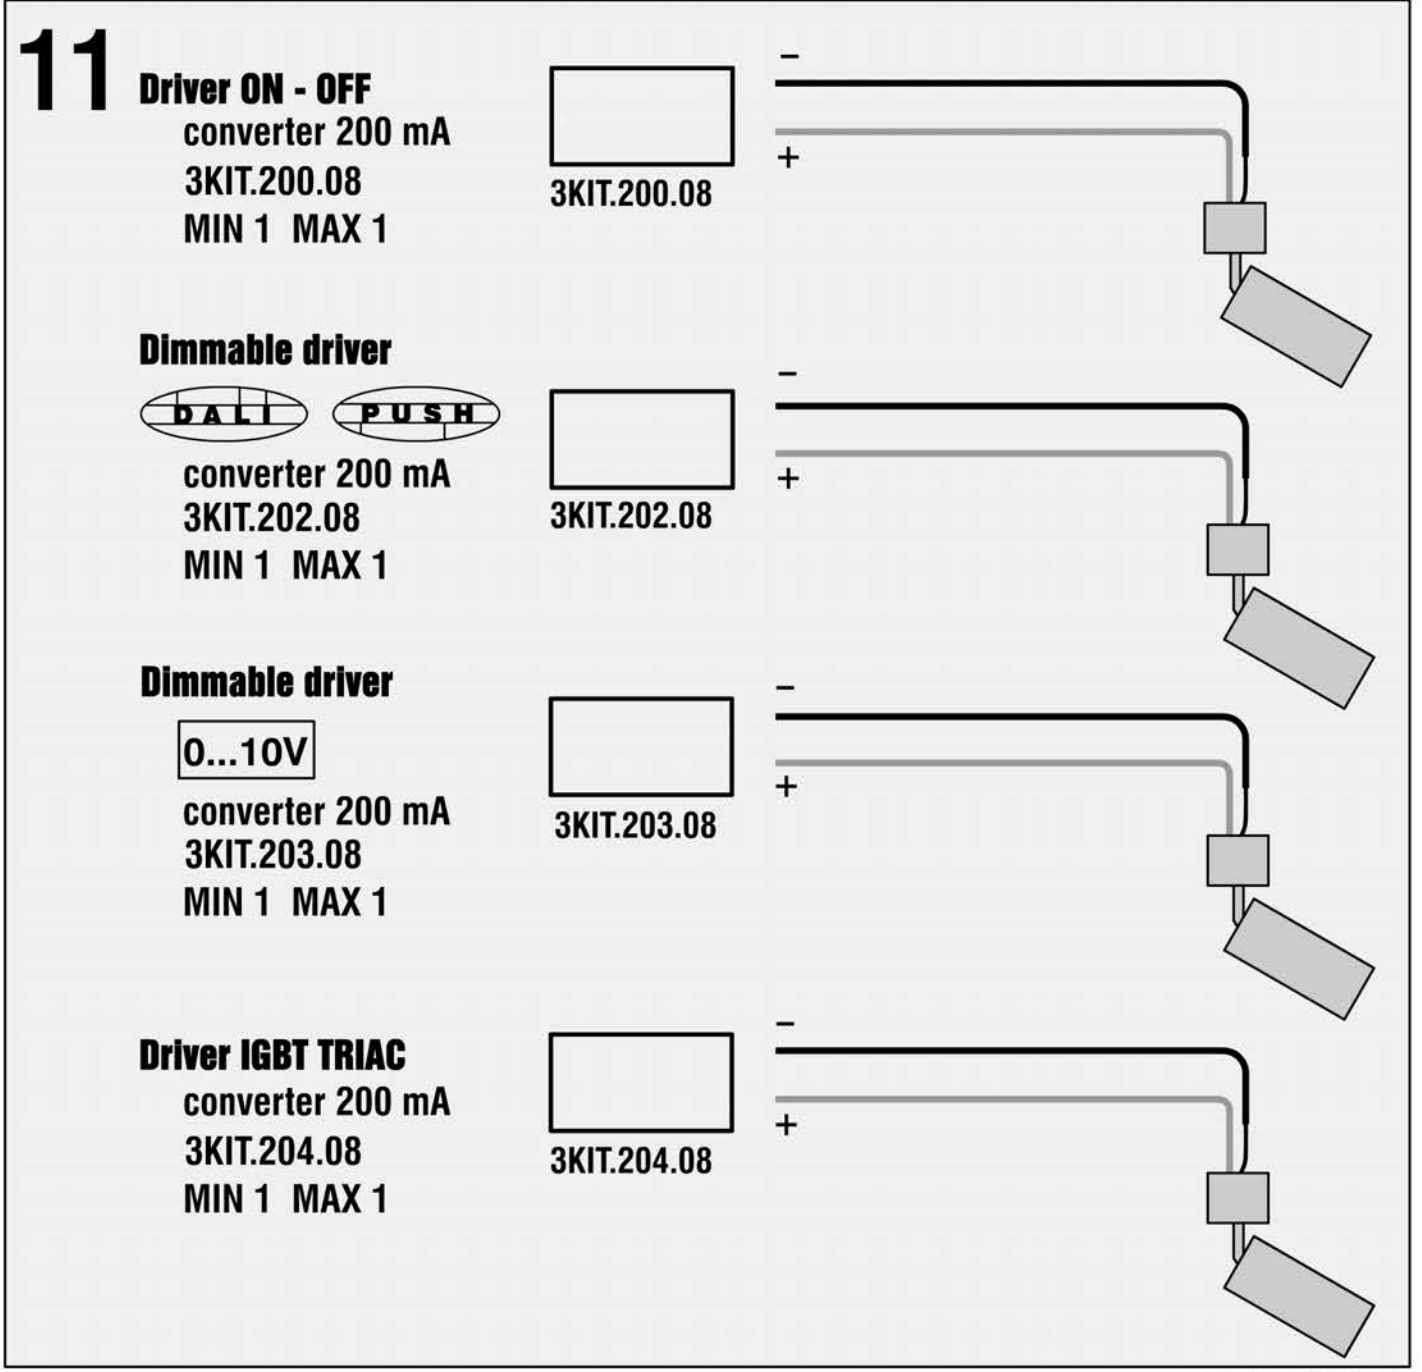 11
Driver ON - OFF
converter 200 mA
3KIT.200.08
MIN 1 MAX 1
3KIT.200.08
–
+
Dimmable driver
DALI PUSH
converter 200 mA
3KIT.202.08
MIN 1 MAX 1
3KIT.202.08
–
+
Dimmable driver
0...10V
converter 200 mA
3KIT.203.08
MIN 1 MAX 1
3KIT.203.08
–
+
Driver IGBT TRIAC
converter 200 mA
3KIT.204.08
MIN 1 MAX 1
3KIT.204.08
–
+